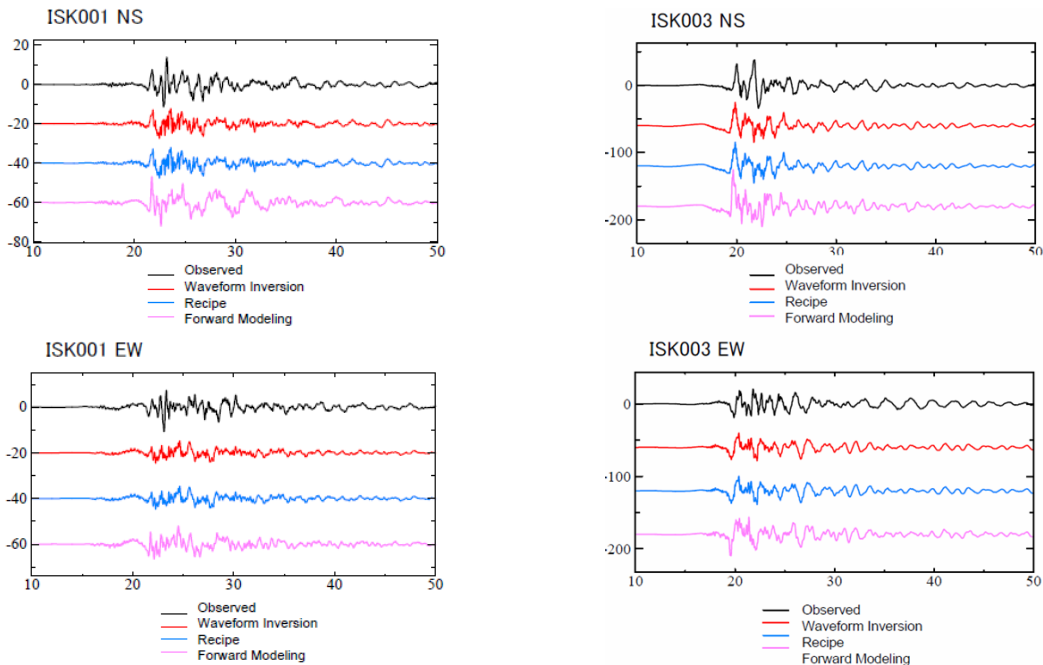 ISK001 NS
20
0
-20
-40
-60
-80
10
20
30
40
50
Observed
Waveform Inversion
Recipe
Forward Modeling
ISK003 NS
0
-100
-200
10
20
30
40
50
Observed
Waveform Inversion
Recipe
Forward Modeling
ISK001 EW
0
-20
-40
-60
10
20
30
40
50
Observed
Waveform Inversion
Recipe
Forward Modeling
ISK003 EW
0
-100
-200
10
20
30
40
50
Observed
Waveform Inversion
Recipe
Forward Modeling